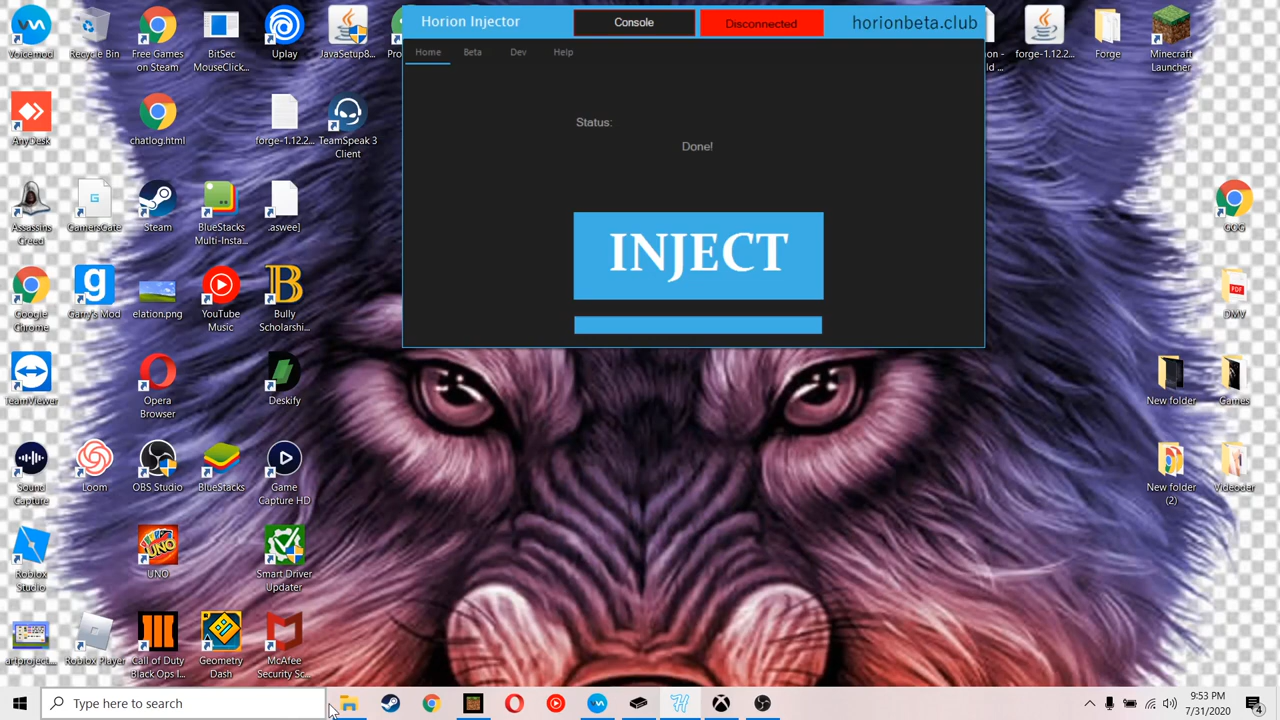 Horion Injector
Console
Disconnected
horionbeta.club
Home
Beta
Dev
Help
Status:
Done!
INJECT
Voicemod
Recycle Bin
Free Games
on Steam
BitSec
MouseClick...
Uplay
JavaSetup8...
forge-1.12.2...
Forge
Minecraft
Launcher
AnyDesk
chatlog.html
forge-1.12.2...
TeamSpeak 3
Client
Assassins
Creed
GamersGate
Steam
BlueStacks
Multi-Insta...
.aswee]
GCG
Google
Chrome
Garry's Mod
elation.png
YouTube
Music
Bully
Scholarshi...
PDF
DMV
TeamViewer
Opera
Browser
Deskify
New folder
Games
Sound
Capture
Loom
OBS Studio
BlueStacks
Game
Capture HD
New folder
(2)
Videoder
Roblox
Studio
UNO
UNO
Smart Driver
Updater
artproject...
Roblox Player
Call of Duty
Black Ops I...
Geometry
Dash
McAfee
Security Sc...
Type here to search
9:53 PM
7/31/2020
4